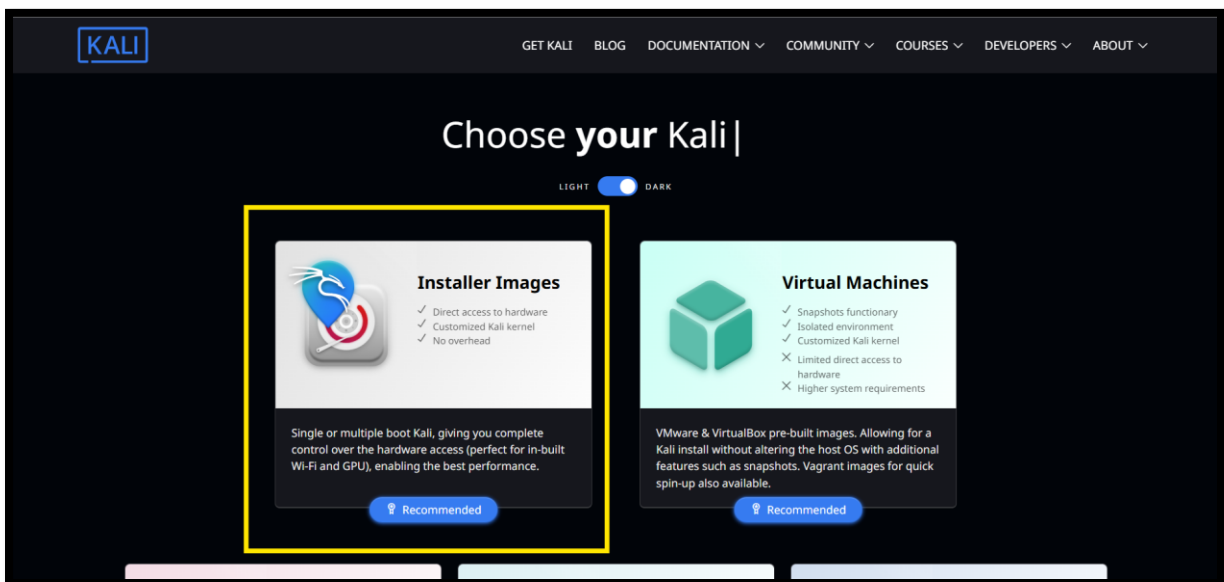 KALI
GET KALI BLOG DOCUMENTATION COMMUNITY COURSES DEVELOPERS ABOUT
Choose your Kali|
LIGHT DARK
Installer Images
Direct access to hardware
Customized Kali kernel
No overhead
Single or multiple boot Kali, giving you complete
control over the hardware access (perfect for in-built
Wi-Fi and GPU), enabling the best performance.
Recommended
Virtual Machines
Snapshots functionary
Isolated environment
Customized Kali kernel
Limited direct access to
hardware
Higher system requirements
VMware & VirtualBox pre-built images. Allowing for a
Kali install without altering the host OS with additional
features such as snapshots. Vagrant images for quick
spin-up also available.
Recommended